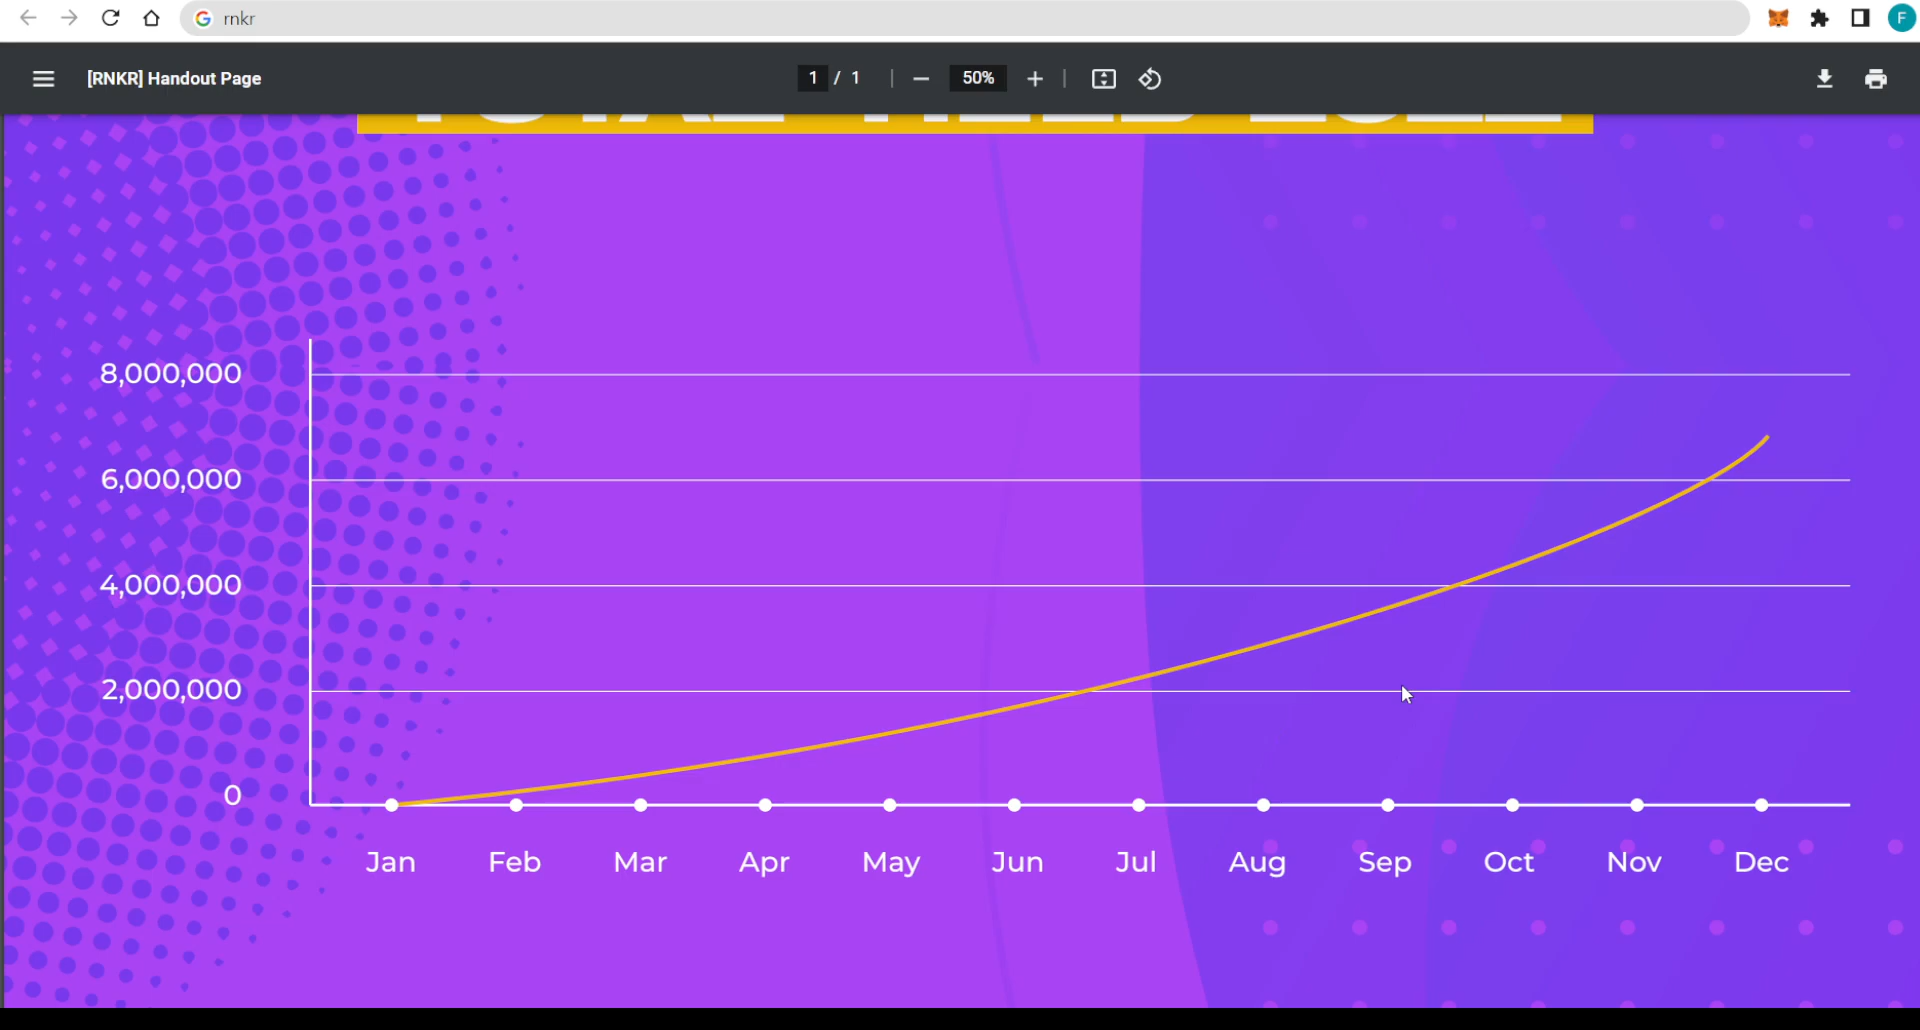 rnkr
F
[RNKR] Handout Page
1 / 1
50%
8,000,000
6,000,000
4,000,000
2,000,000
0
Jan Feb Mar Apr May Jun Jul Aug Sep Oct Nov Dec